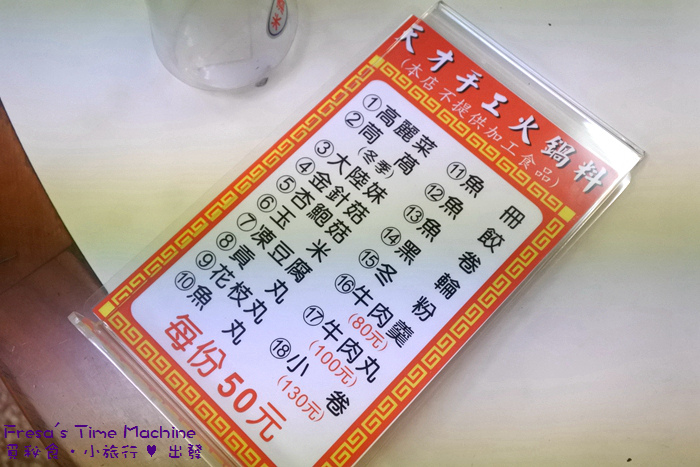 天才手工火鍋料
(本店不提供加工食品)
①高麗菜
②茼萵
(冬季)
③大陸妹
④金針菇
⑤杏鮑菇
⑥玉米
⑦凍豆腐
⑧貢丸
⑨花枝丸
⑩魚丸
每份50元
⑪魚冊
⑫魚餃
⑬魚卷
⑭黑輪
⑮冬粉
⑯牛肉羹
(80元)
⑰牛肉丸
(100元)
⑱小卷
(130元)
Fresa's Time Machine
覓秘食·小旅行♥出發